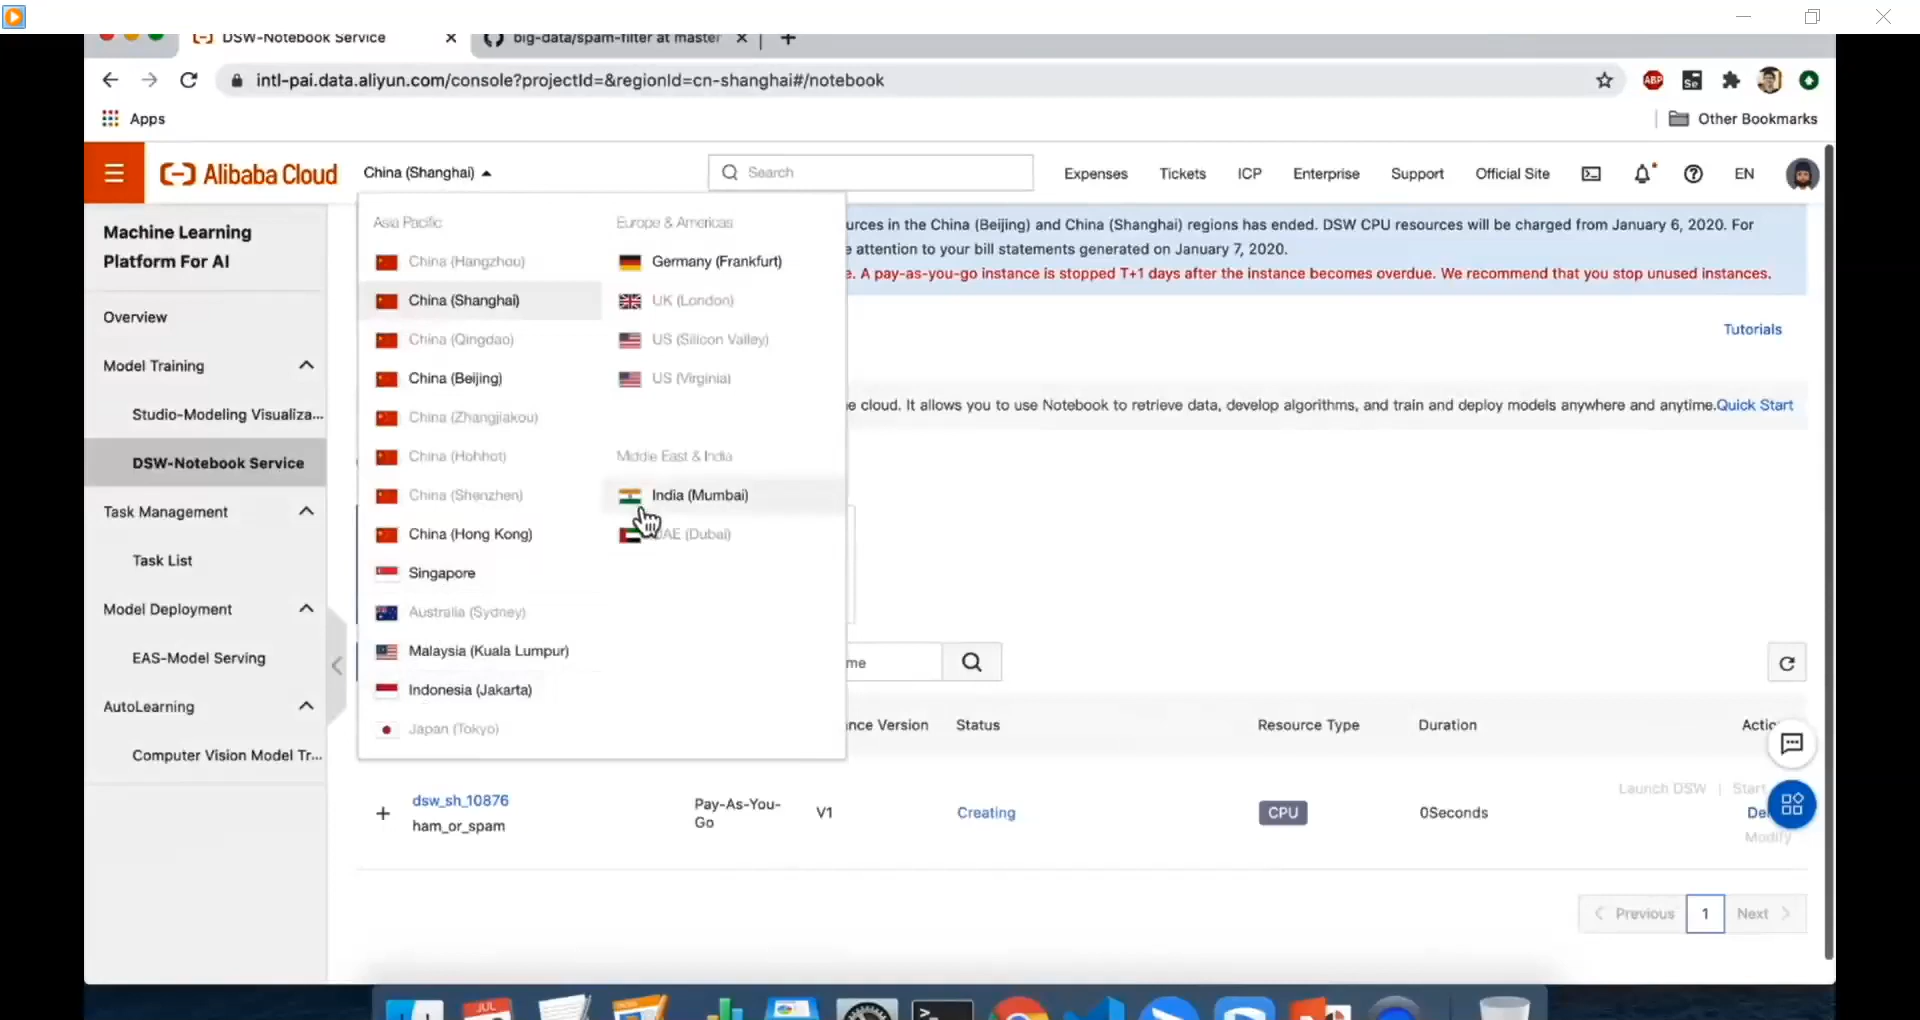 DSW-Notebook Service
big-data/spam-filter at master
intl-pai.data.aliyun.com/console?projectId=&regionId=cn-shanghai#/notebook
ABP
Se
Apps
Other Bookmarks
Alibaba Cloud
China (Shanghai)
Search
Expenses
Tickets
ICP
Enterprise
Support
Official Site
EN
Machine Learning
Platform For AI
Overview
Model Training
Studio-Modeling Visualiza...
DSW-Notebook Service
Task Management
Task List
Model Deployment
EAS-Model Serving
AutoLearning
Computer Vision Model Tr...
Asia Pacific
China (Hangzhou)
China (Shanghai)
China (Qingdao)
China (Beijing)
China (Zhangjiakou)
China (Hohhot)
China (Shenzhen)
China (Hong Kong)
Singapore
Australia (Sydney)
Malaysia (Kuala Lumpur)
Indonesia (Jakarta)
Japan (Tokyo)
Europe & Americas
Germany (Frankfurt)
UK (London)
US (Silicon Valley)
US (Virginia)
Middle East & India
India (Mumbai)
UAE (Dubai)
urces in the China (Beijing) and China (Shanghai) regions has ended. DSW CPU resources will be charged from January 6, 2020. For
e attention to your bill statements generated on January 7, 2020.
e. A pay-as-you-go instance is stopped T+1 days after the instance becomes overdue. We recommend that you stop unused instances.
Tutorials
e cloud. It allows you to use Notebook to retrieve data, develop algorithms, and train and deploy models anywhere and anytime.Quick Start
me
nce Version
Status
Resource Type
Duration
Actio
dsw_sh_10876
ham_or_spam
Pay-As-You-
Go
V1
Creating
CPU
0Seconds
Launch DSW | Start
De
Modify
Previous
1
Next
JUL